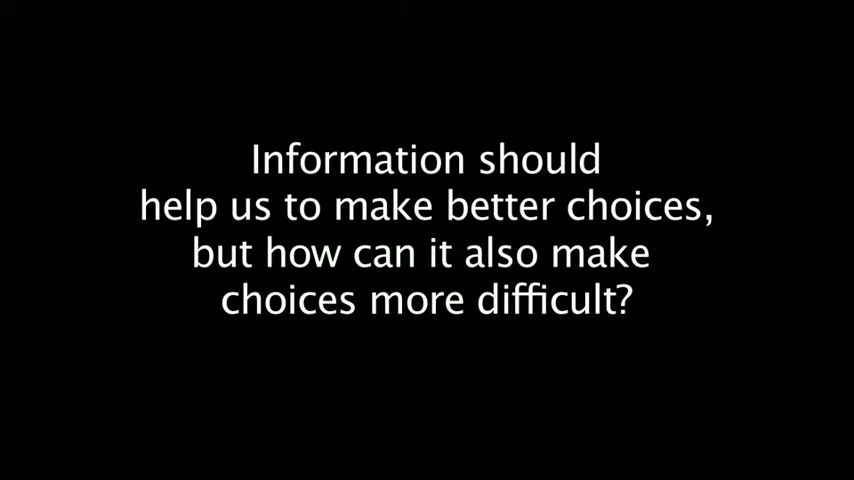 Information should
help us to make better choices,
but how can it also make
choices more difficult?